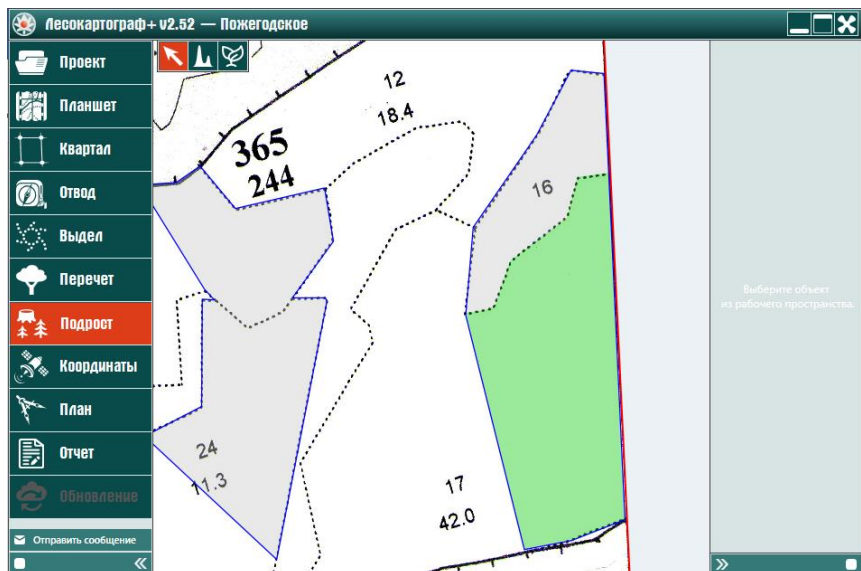 Лесокартограф+ v2.52 — Пожегодское
Проект
Планшет
Квартал
Отвод
Выдел
Перечет
Подрост
Координаты
План
Отчет
Обновление
Отправить сообщение
12
18.4
365
244
16
24
11.3
17
42.0
Выберите объект
из рабочего пространства.